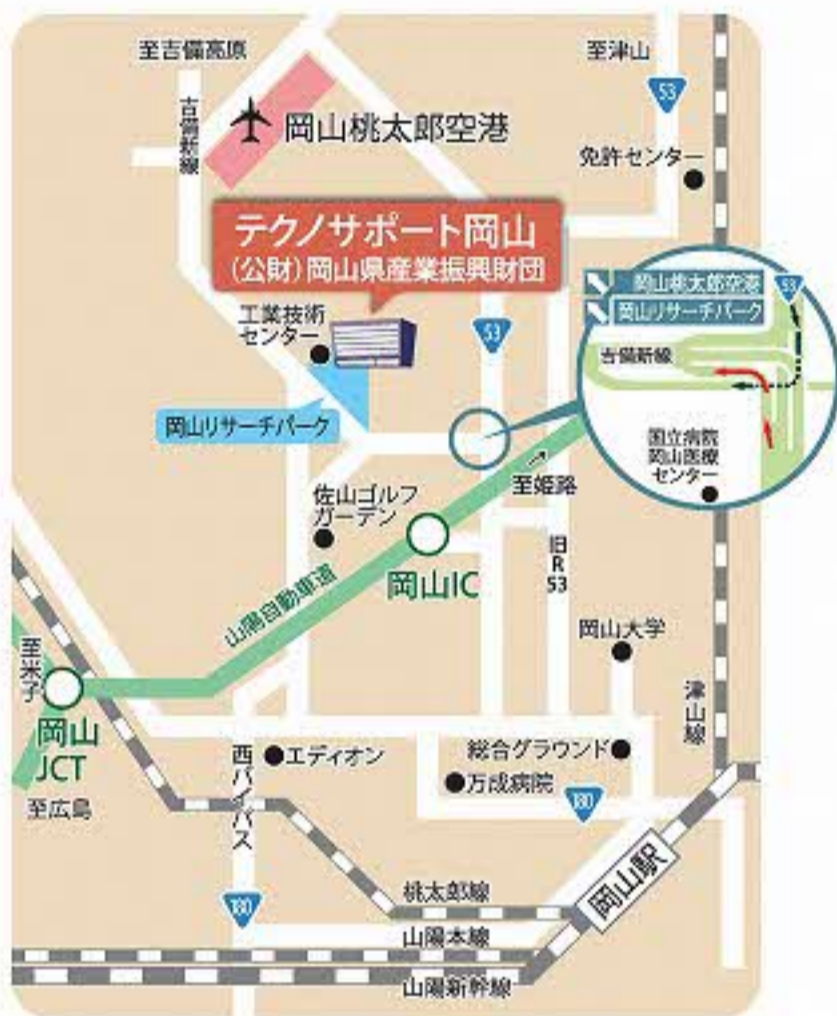 至吉備高原
至津山
53
吉備新線
岡山桃太郎空港
免許センター
テクノサポート岡山
(公財)岡山県産業振興財団
岡山桃太郎空港
53
岡山リサーチパーク
工業技術
センター
53
吉備新線
岡山リサーチパーク
国立病院
岡山医療
センター
至姫路
佐山ゴルフ
ガーデン
岡山IC
旧R53
山陽自動車道
岡山大学
至米子
津山線
岡山
JCT
西バイパス
エディオン
総合グラウンド
万成病院
180
至広島
岡山駅
桃太郎線
180
山陽本線
山陽新幹線